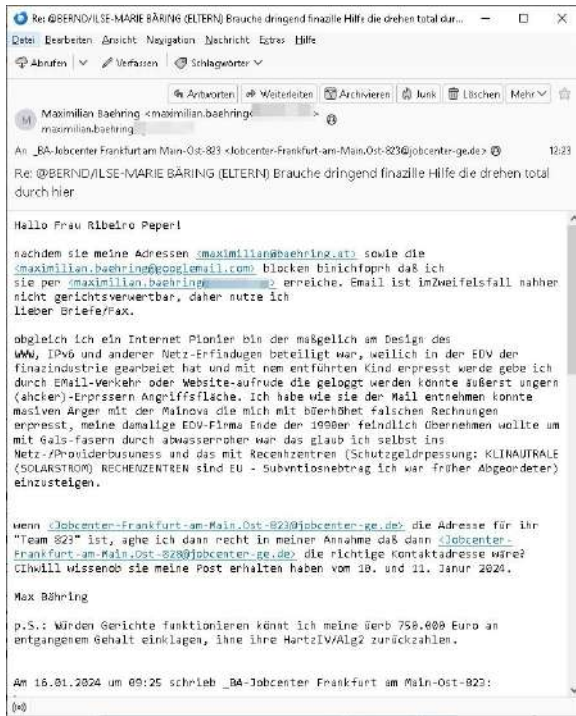 Re: @BERND/ILSE-MARIE BÄRING (ELTERN) Brauche dringend finazille Hilfe die drehen total dur...
Datei Bearbeiten Ansicht Navigation Nachricht Extras Hilfe
Abrufen Verfassen Schlagwörter
Antworten Weiterleiten Archivieren Junk Löschen Mehr
M Maximilian Baehring <maximilian.baehring >
maximilian.baehring
An _BA-Jobcenter Frankfurt am Main-Ost-823 <Jobcenter-Frankfurt-am-Main.Ost-823@jobcenter-ge.de> 12:23
Re: @BERND/ILSE-MARIE BÄRING (ELTERN) Brauche dringend finazille Hilfe die drehen total
durch hier
Hallo Frau Ribeiro Peper!
nachdem sie meine Adressen <maximilian@baehring.at> sowie die
<maximilian.baehring@googlemail.com> blocken binichfoprh daß ich
sie per <maximilian.baehring > erreiche. Email ist imZweifelsfall nahher
nicht gerichtsverwertbar, daher nutze ich
lieber Briefe/Fax.
obgleich ich ein Internet Pionier bin der maßgelich am Design des
WWW, IPv6 und anderer Netz-Erfindugen beteiligt war, weilich in der EDV der
finazindustrie gearbeiet hat und mit nem entführten Kind erpresst werde gebe ich
durch EMail-Verkehr oder Website-aufrude die geloggt werden könnte äußerst ungern
(ahcker)-Erprssern Angriffsfläche. Ich habe wie sie der Mail entnehmen konnte
masiven Ärger mit der Mainova die mich mit büerhöhet falschen Rechnungen
erpresst, meine damalige EDV-Firma Ende der 1990er feindlich Übernehmen wollte um
mit Gals-fasern durch abwasserroher war das glaub ich selbst ins
Netz-/Providerbusuness und das mit Recenhzentren (Schutzgeldrpessung: KLINAUTRALE
(SOLARSTROM) RECHENZENTREN sind EU - Subvntiosnebtrag ich war früher Abgeordeter)
einzusteigen.
wenn <Jobcenter-Frankfurt-am-Main.Ost-823@jobcenter-ge.de> die Adresse für ihr
"Team 823" ist, aghe ich dann recht in meiner Annahme daß dann <Jobcenter-
Frankfurt-am-Main.Ost-828@jobcenter-ge.de> die richtige Kontaktadresse wäre?
CIhwill wissenob sie meine Post erhalten haben vom 10. und 11. Janur 2024.
Max Bähring
p.S.: Würden Gerichte funktionieren könnt ich meine üerb 750.000 Euro an
entgangenem Gehalt einklagen, ihne ihre HartzIV/Alg2 zurückzahlen.
Am 16.01.2024 um 09:25 schrieb _BA-Jobcenter Frankfurt am Main-Ost-823: